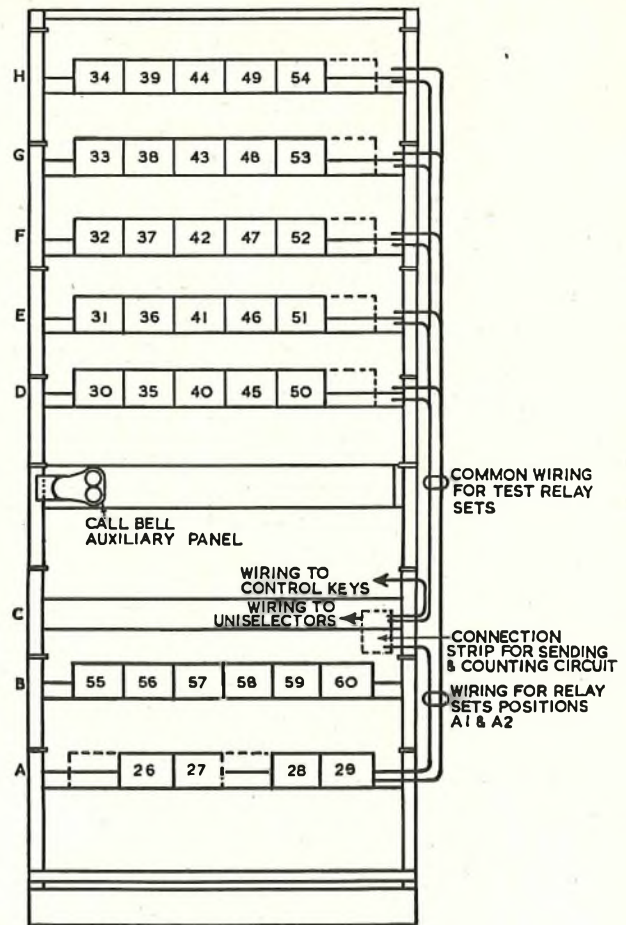 H 34 39 44 49 54
G 33 38 43 48 53
F 32 37 42 47 52
E 31 36 41 46 51
D 30 35 40 45 50
COMMON WIRING
FOR TEST RELAY
SETS
CALL BELL
AUXILIARY PANEL
WIRING TO
CONTROL KEYS
C
WIRING TO
UNISELECTORS
CONNECTION
STRIP FOR SENDING
& COUNTING CIRCUIT
B 55 56 57 58 59 60
WIRING FOR RELAY
SETS POSITIONS
A1 & A2
A 26 27 28 29